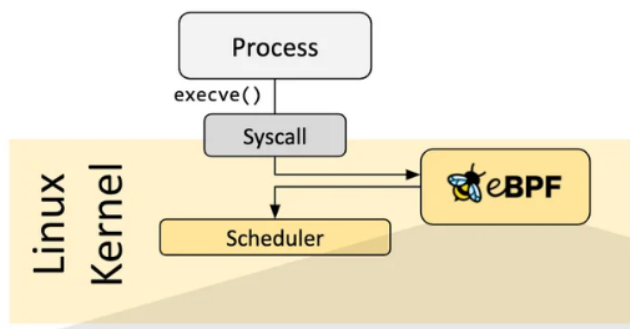 Process
execve()
Syscall
Linux
Kernel
eBPF
Scheduler